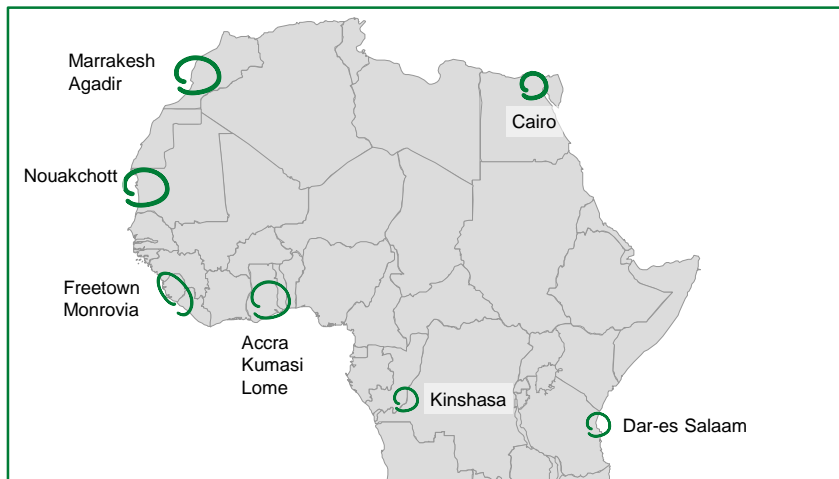 Marrakesh
Agadir
Cairo
Nouakchott
Freetown
Monrovia
Accra
Kumasi
Lome
Kinshasa
Dar-es Salaam